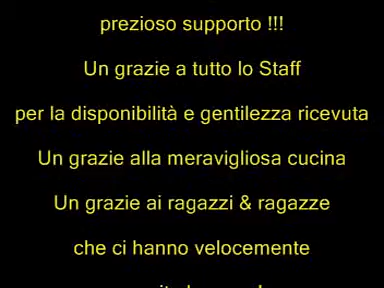 prezioso supporto !!!
Un grazie a tutto lo Staff
per la disponibilità e gentilezza ricevuta
Un grazie alla meravigliosa cucina
Un grazie ai ragazzi & ragazze
che ci hanno velocemente